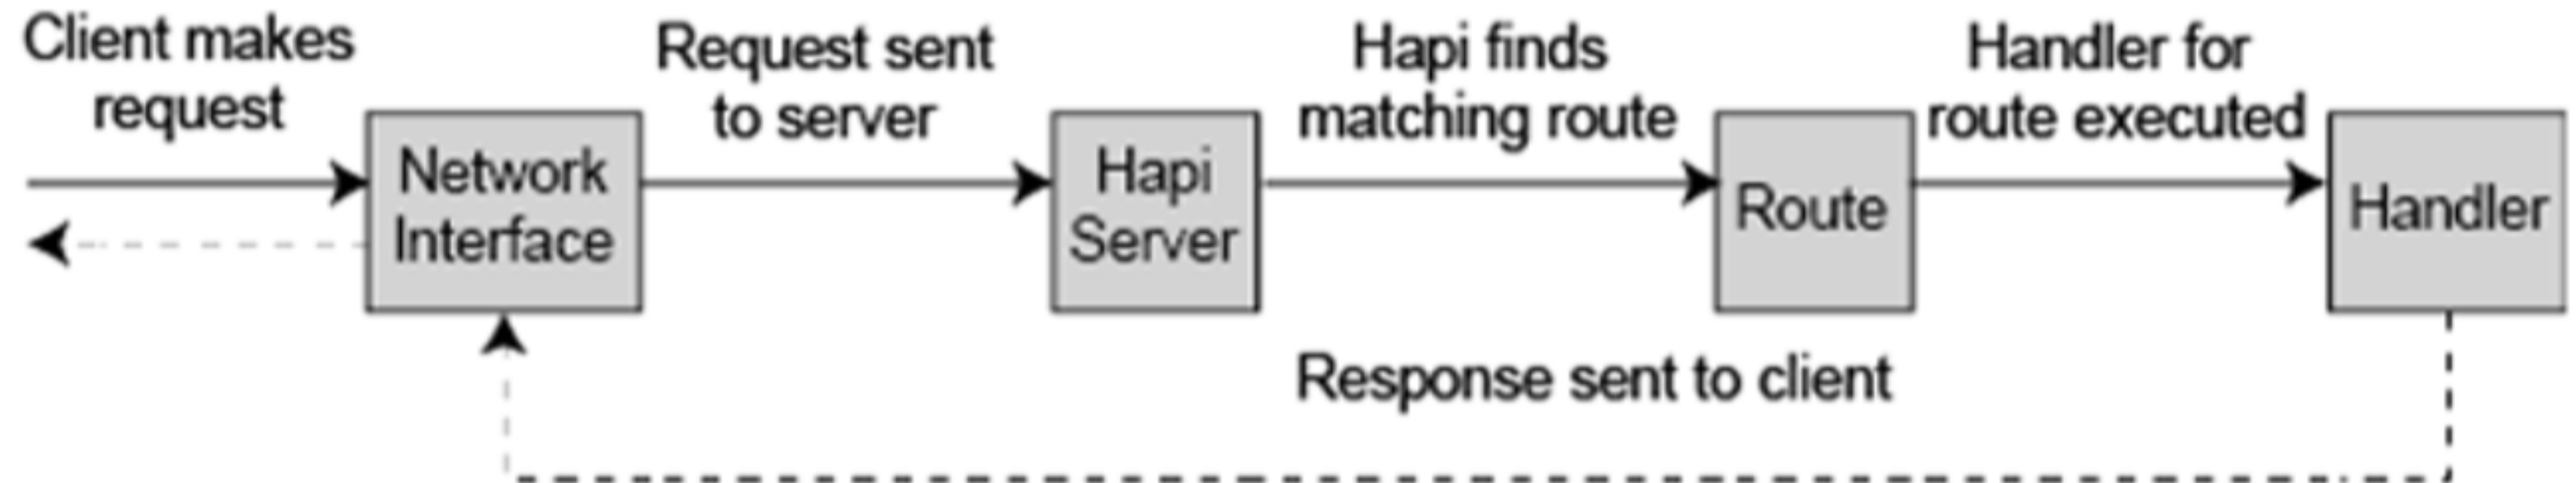 Client makes
request
Network
Interface
Request sent
to server
Hapi
Server
Hapi finds
matching route
Route
Handler for
route executed
Handler
Response sent to client